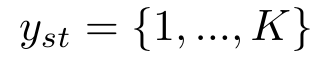 $y_{st} = \{1, ..., K\}$